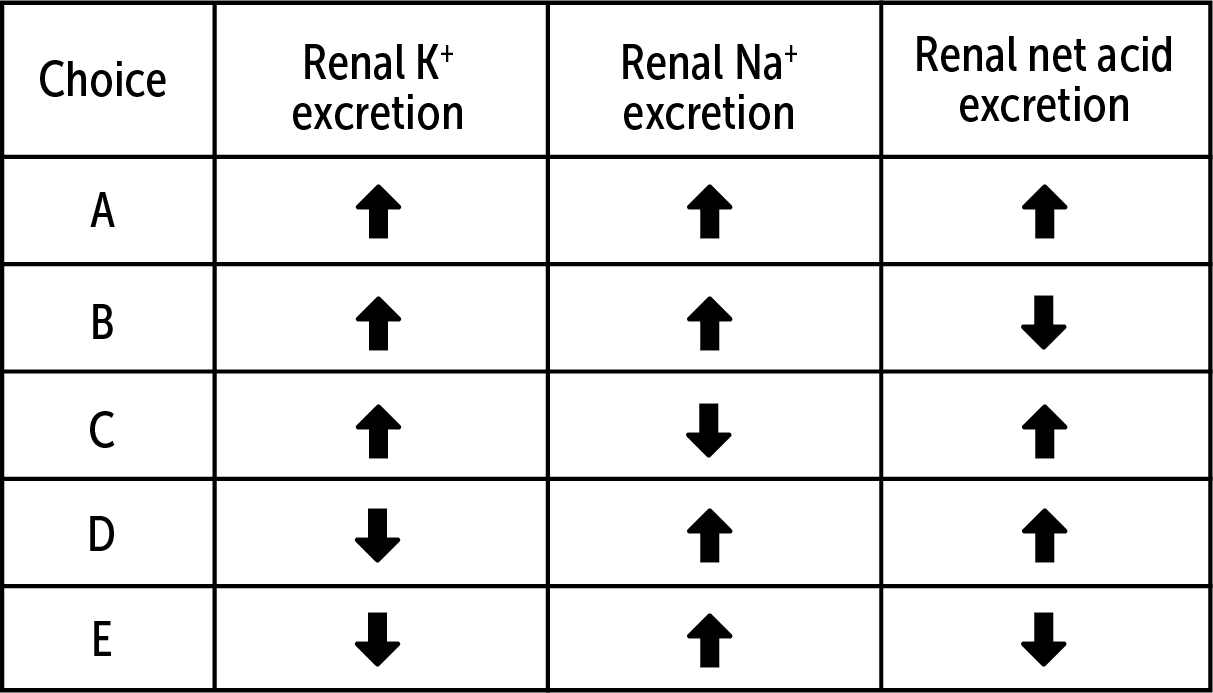 Choice
Renal K⁺
excretion
Renal Na⁺
excretion
Renal net acid
excretion
A
B
C
D
E